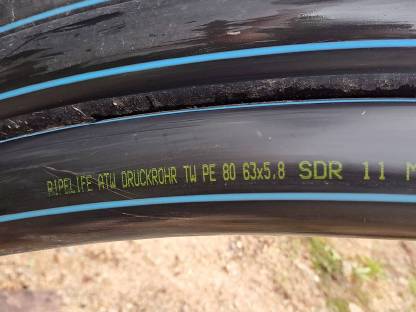 PIPELIFE ATW DRUCKROHR TW PE 80 63x5,8 SDR 11 M